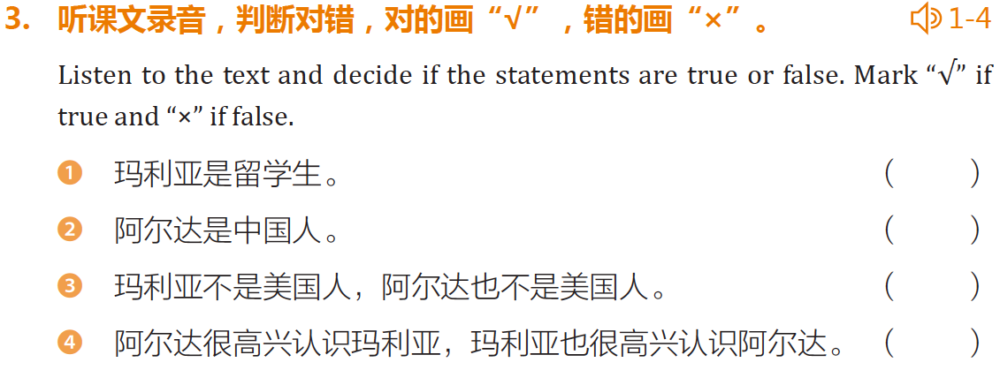 3. 听课文录音，判断对错，对的画“√”，错的画“×”。 1-4
Listen to the text and decide if the statements are true or false. Mark “√” if
true and “×” if false.
1 玛利亚是留学生。 ( )
2 阿尔达是中国人。 ( )
3 玛利亚不是美国人，阿尔达也不是美国人。 ( )
4 阿尔达很高兴认识玛利亚，玛利亚也很高兴认识阿尔达。 ( )